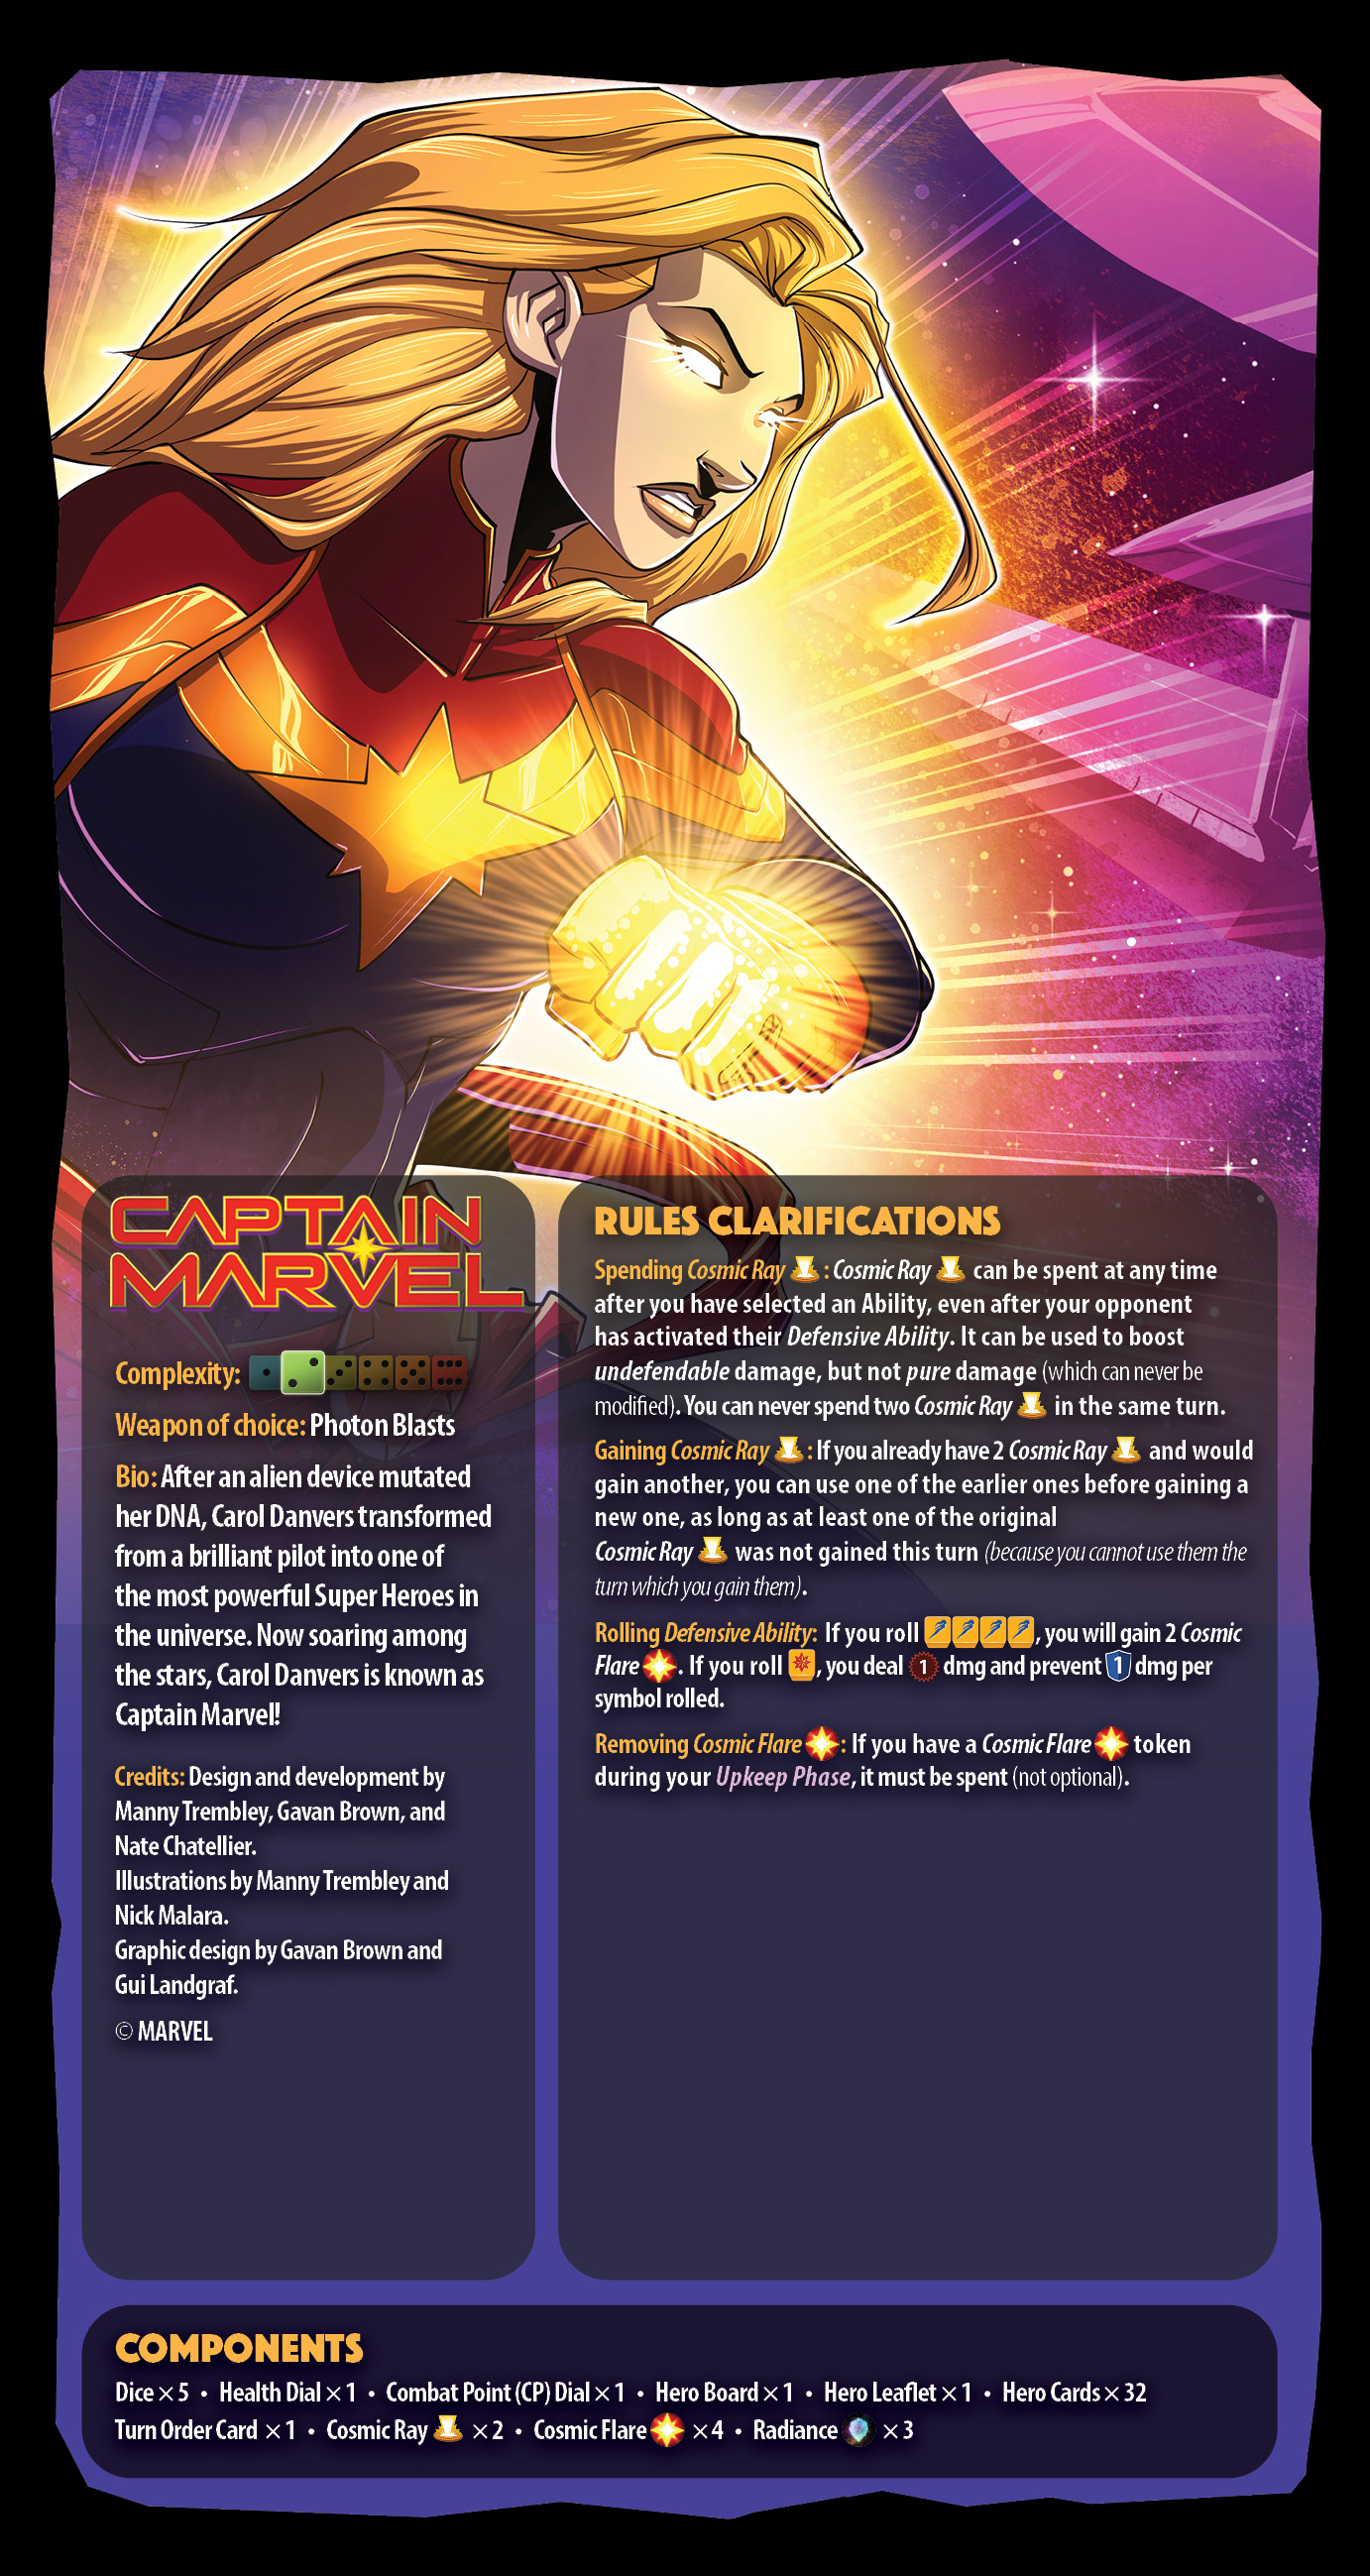 CAPTAIN
MARVEL
Complexity:
Weapon of choice: Photon Blasts
Bio: After an alien device mutated
her DNA, Carol Danvers transformed
from a brilliant pilot into one of
the most powerful Super Heroes in
the universe. Now soaring among
the stars, Carol Danvers is known as
Captain Marvel!
Credits: Design and development by
Manny Trembley, Gavan Brown, and
Nate Chatellier.
Illustrations by Manny Trembley and
Nick Malara.
Graphic design by Gavan Brown and
Gui Landgraf.
© MARVEL
RULES CLARIFICATIONS
Spending Cosmic Ray : Cosmic Ray can be spent at any time
after you have selected an Ability, even after your opponent
has activated their Defensive Ability. It can be used to boost
undefendable damage, but not pure damage (which can never be
modified). You can never spend two Cosmic Ray in the same turn.
Gaining Cosmic Ray : If you already have 2 Cosmic Ray and would
gain another, you can use one of the earlier ones before gaining a
new one, as long as at least one of the original
Cosmic Ray was not gained this turn (because you cannot use them the
turn which you gain them).
Rolling Defensive Ability: If you roll , you will gain 2 Cosmic
Flare . If you roll , you deal 1 dmg and prevent 1 dmg per
symbol rolled.
Removing Cosmic Flare : If you have a Cosmic Flare token
during your Upkeep Phase, it must be spent (not optional).
COMPONENTS
Dice × 5 • Health Dial × 1 • Combat Point (CP) Dial × 1 • Hero Board × 1 • Hero Leaflet × 1 • Hero Cards × 32
Turn Order Card × 1 • Cosmic Ray × 2 • Cosmic Flare × 4 • Radiance × 3